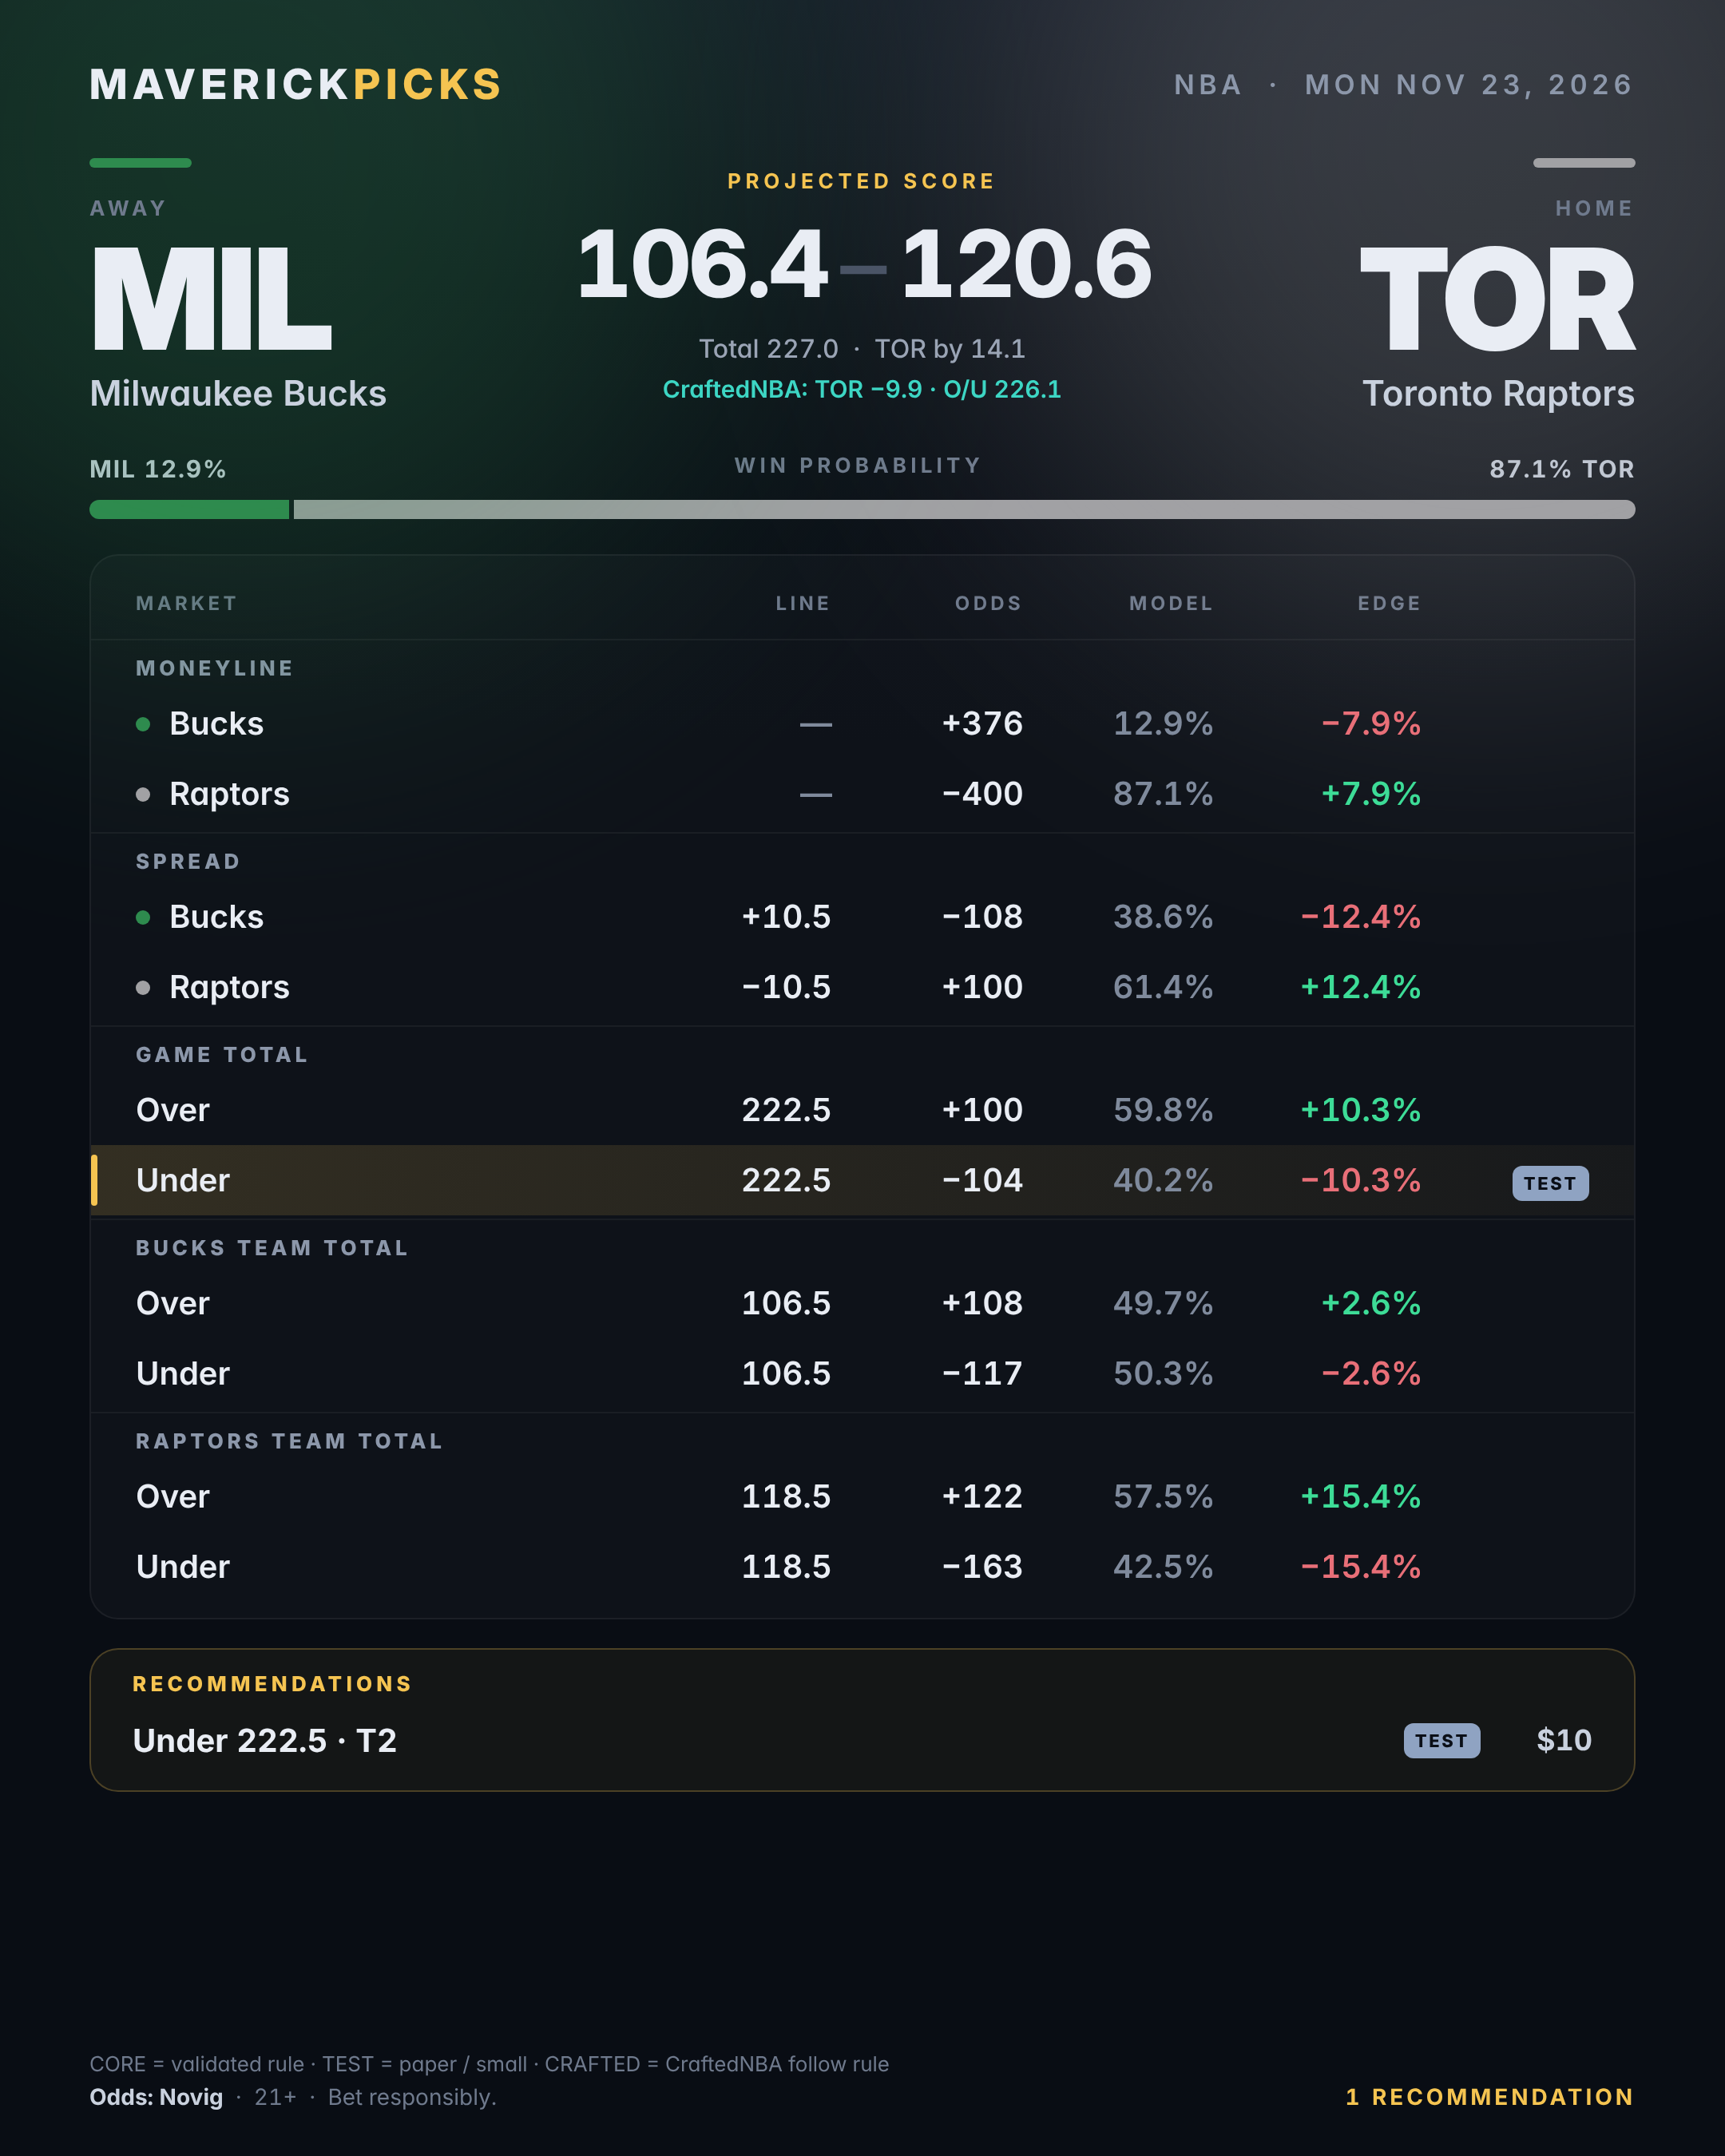 MAVERICKPICKS
NBA · MON NOV 23, 2026
AWAY
MIL
Milwaukee Bucks
PROJECTED SCORE
106.4–120.6
Total 227.0 · TOR by 14.1
CraftedNBA: TOR −9.9 · O/U 226.1
HOME
TOR
Toronto Raptors
MIL 12.9% WIN PROBABILITY 87.1% TOR
MARKET LINE ODDS MODEL EDGE
MONEYLINE
Bucks — +376 12.9% −7.9%
Raptors — −400 87.1% +7.9%
SPREAD
Bucks +10.5 −108 38.6% −12.4%
Raptors −10.5 +100 61.4% +12.4%
GAME TOTAL
Over 222.5 +100 59.8% +10.3%
Under 222.5 −104 40.2% −10.3% TEST
BUCKS TEAM TOTAL
Over 106.5 +108 49.7% +2.6%
Under 106.5 −117 50.3% −2.6%
RAPTORS TEAM TOTAL
Over 118.5 +122 57.5% +15.4%
Under 118.5 −163 42.5% −15.4%
RECOMMENDATIONS
Under 222.5 · T2 TEST $10
CORE = validated rule · TEST = paper / small · CRAFTED = CraftedNBA follow rule
Odds: Novig · 21+ · Bet responsibly.
1 RECOMMENDATION